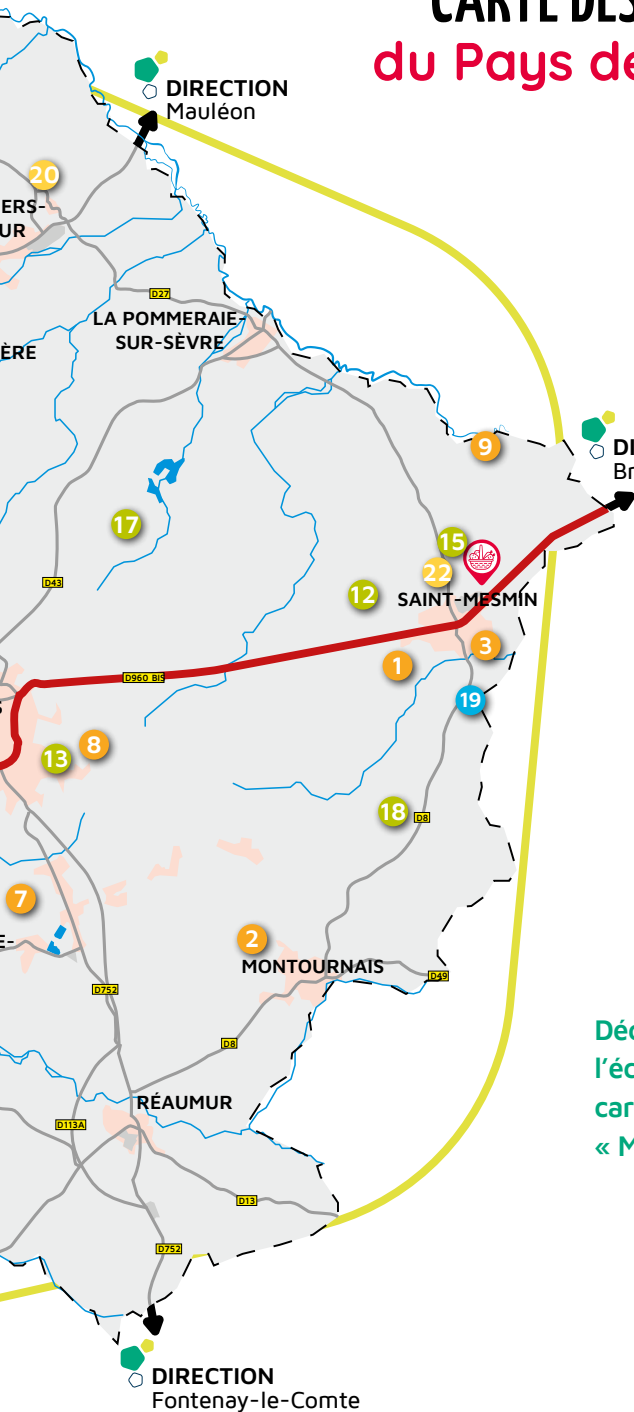 CARTE DES
du Pays de
DIRECTION
Mauléon
20
ERS-
UR
D27
LA POMMERAIE-
SUR-SÈVRE
ÈRE
9
DI
Br
17
15
22
D43
12
SAINT-MESMIN
3
1
D960 BIS
19
8
13
18
D8
7
2
E-
MONTOURNAIS
D49
D752
Déc
l'éc
car
« M
D8
RÉAUMUR
D113A
D13
D752
DIRECTION
Fontenay-le-Comte